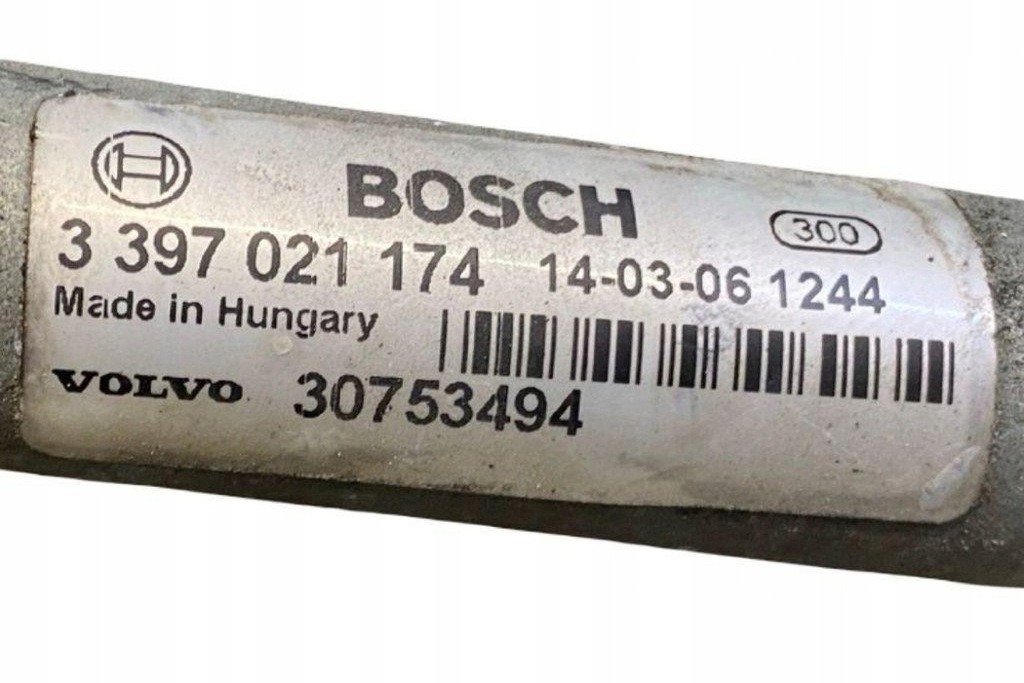 BOSCH
300
3 397 021 174 14-03-06 1244
Made in Hungary
VOLVO 30753494